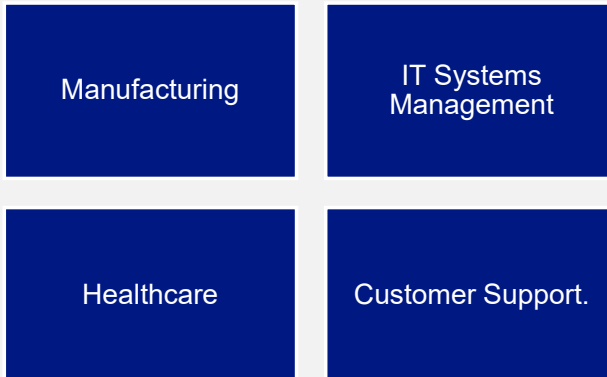 Manufacturing
IT Systems
Management
Healthcare
Customer Support.